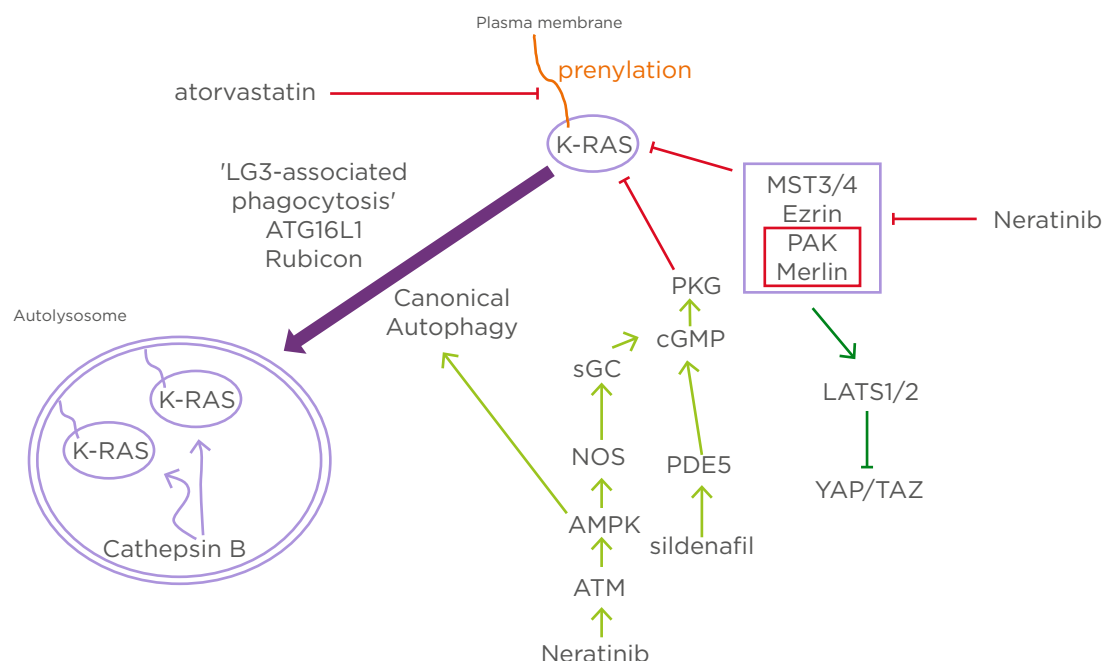 Plasma membrane
prenylation
atorvastatin
K-RAS
'LG3-associated
phagocytosis'
ATG16L1
Rubicon
MST3/4
Ezrin
PAK
Merlin
Neratinib
PKG
Canonical
Autophagy
Autolysosome
cGMP
sGC
K-RAS
LATS1/2
K-RAS
NOS
PDE5
YAP/TAZ
AMPK
sildenafil
Cathepsin B
ATM
Neratinib